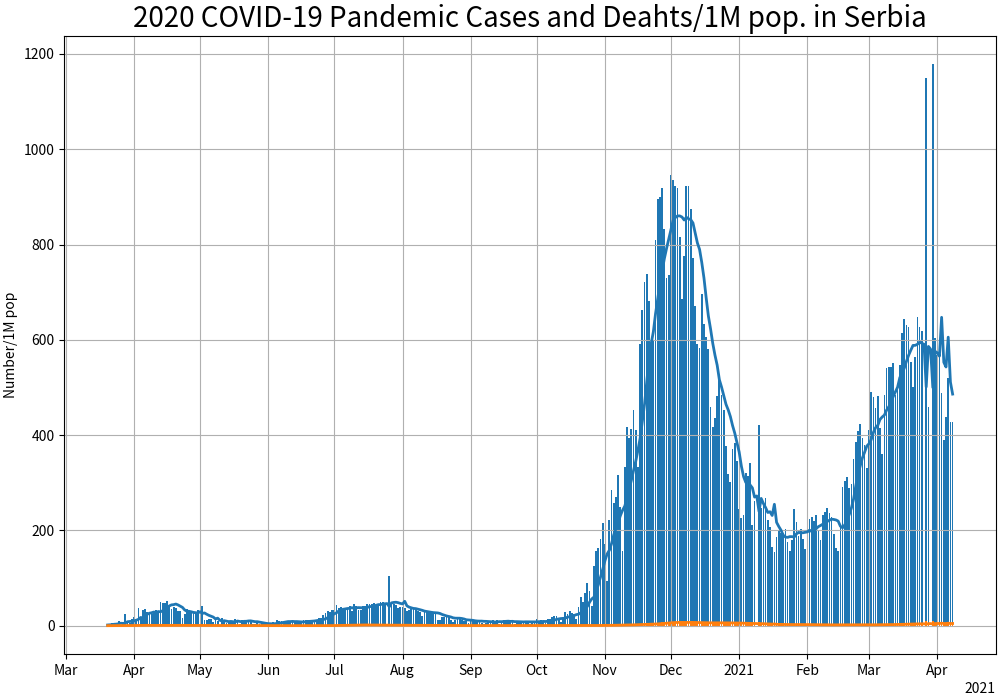 2020 COVID-19 Pandemic Cases and Deahts/1M pop. in Serbia
Number/1M pop
1200
1000
800
600
400
200
0
Mar Apr May Jun Jul Aug Sep Oct Nov Dec 2021 Feb Mar Apr
2021